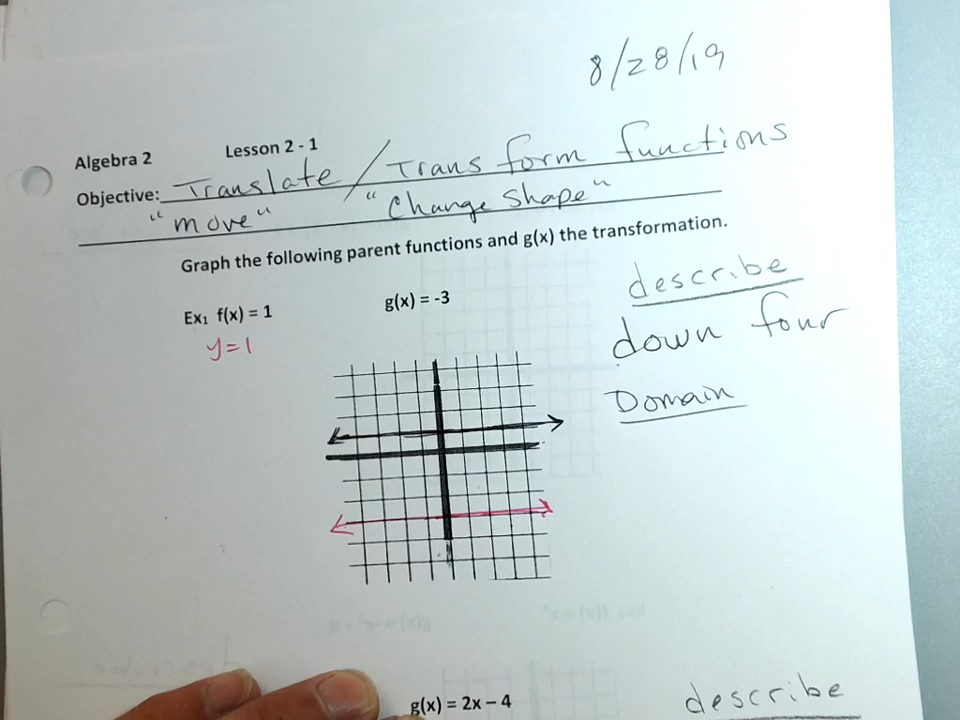 8/28/19
Algebra 2 Lesson 2 - 1
Objective: Translate / Transform functions
"move" "Change Shape"
Graph the following parent functions and g(x) the transformation.
describe
Ex1 f(x) = 1 g(x) = -3
y=1
down four
Domain
g(x) = 2x – 4
describe